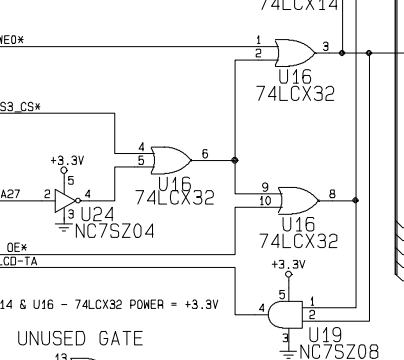 74LCX14
WE0*
1
2
3
U16
74LCX32
S3_CS*
4
5
6
+3.3V
U16
74LCX32
5
A27
2
4
3
U24
NC7SZ04
9
10
8
U16
74LCX32
OE*
LCD-TA
+3.3V
5
14 & U16 - 74LCX32 POWER = +3.3V
4
1
2
3
U19
NC7SZ08
UNUSED GATE
13